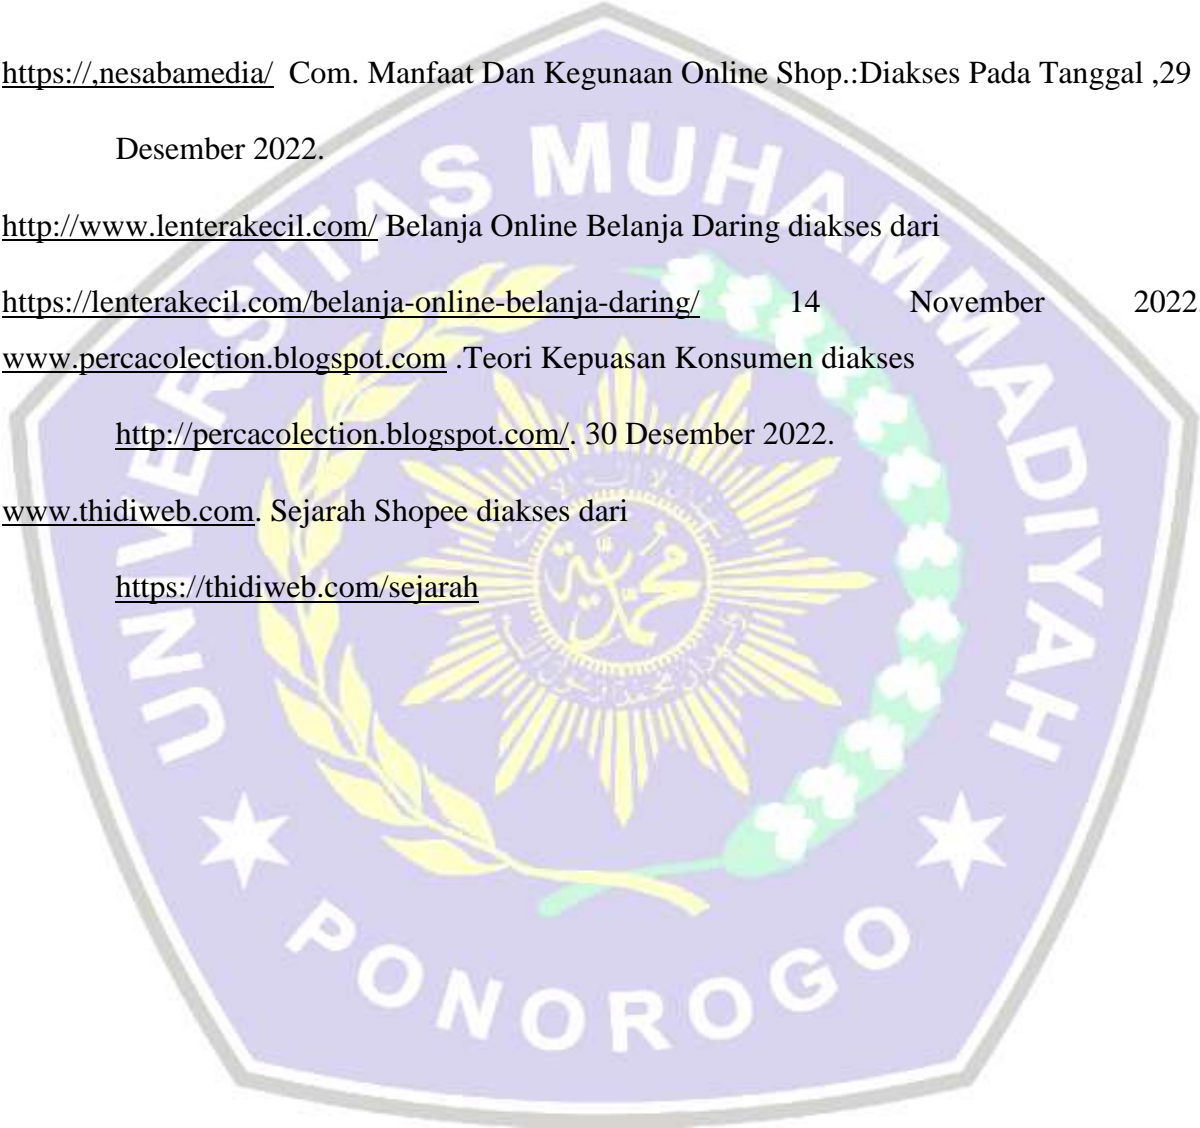 https://,nesabamedia/ Com. Manfaat Dan Kegunaan Online Shop.:Diakses Pada Tanggal ,29
Desember 2022.
http://www.lenterakecil.com/ Belanja Online Belanja Daring diakses dari
https://lenterakecil.com/belanja-online-belanja-daring/ 14 November 2022
www.percacolection.blogspot.com .Teori Kepuasan Konsumen diakses
http://percacolection.blogspot.com/. 30 Desember 2022.
www.thidiweb.com. Sejarah Shopee diakses dari
https://thidiweb.com/sejarah
UNIVERSITAS MUHAMMADIYAH
PONOROGO
محمدية